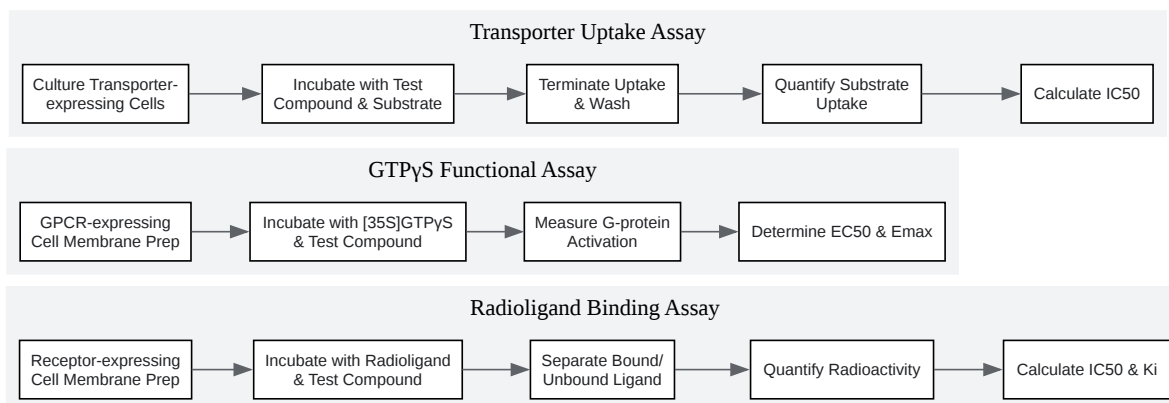 Transporter Uptake Assay
Culture Transporter-
expressing Cells
Incubate with Test
Compound & Substrate
Terminate Uptake
& Wash
Quantify Substrate
Uptake
Calculate IC50
GTPγS Functional Assay
GPCR-expressing
Cell Membrane Prep
Incubate with [35S]GTPγS
& Test Compound
Measure G-protein
Activation
Determine EC50 & Emax
Radioligand Binding Assay
Receptor-expressing
Cell Membrane Prep
Incubate with Radioligand
& Test Compound
Separate Bound/
Unbound Ligand
Quantify Radioactivity
Calculate IC50 & Ki